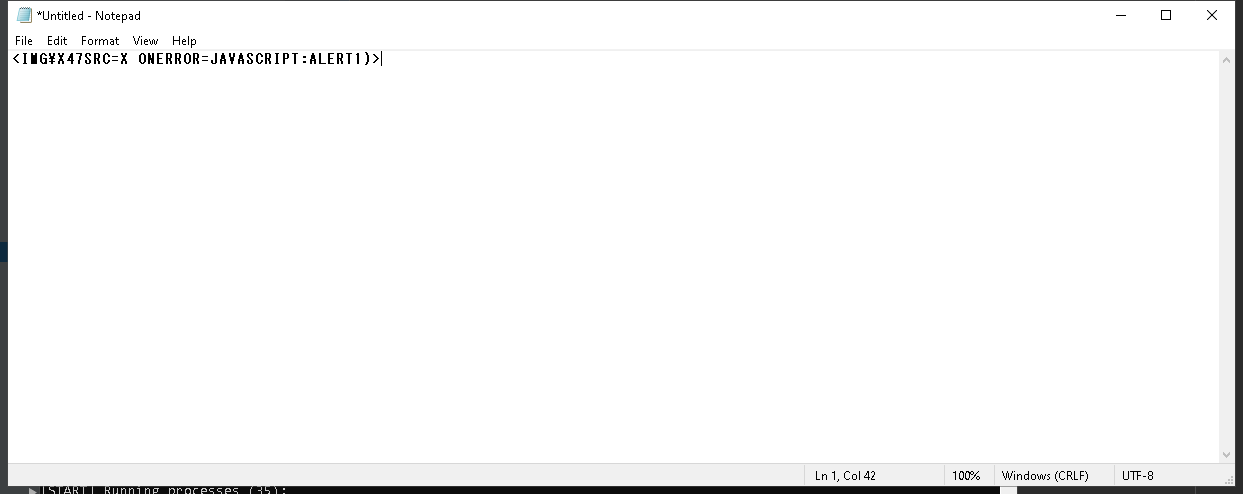 *Untitled - Notepad
File Edit Format View Help
<IMG¥X47SRC=X ONERROR=JAVASCRIPT:ALERT1)>
Ln 1, Col 42 100% Windows (CRLF) UTF-8
[START] Running processes (35):